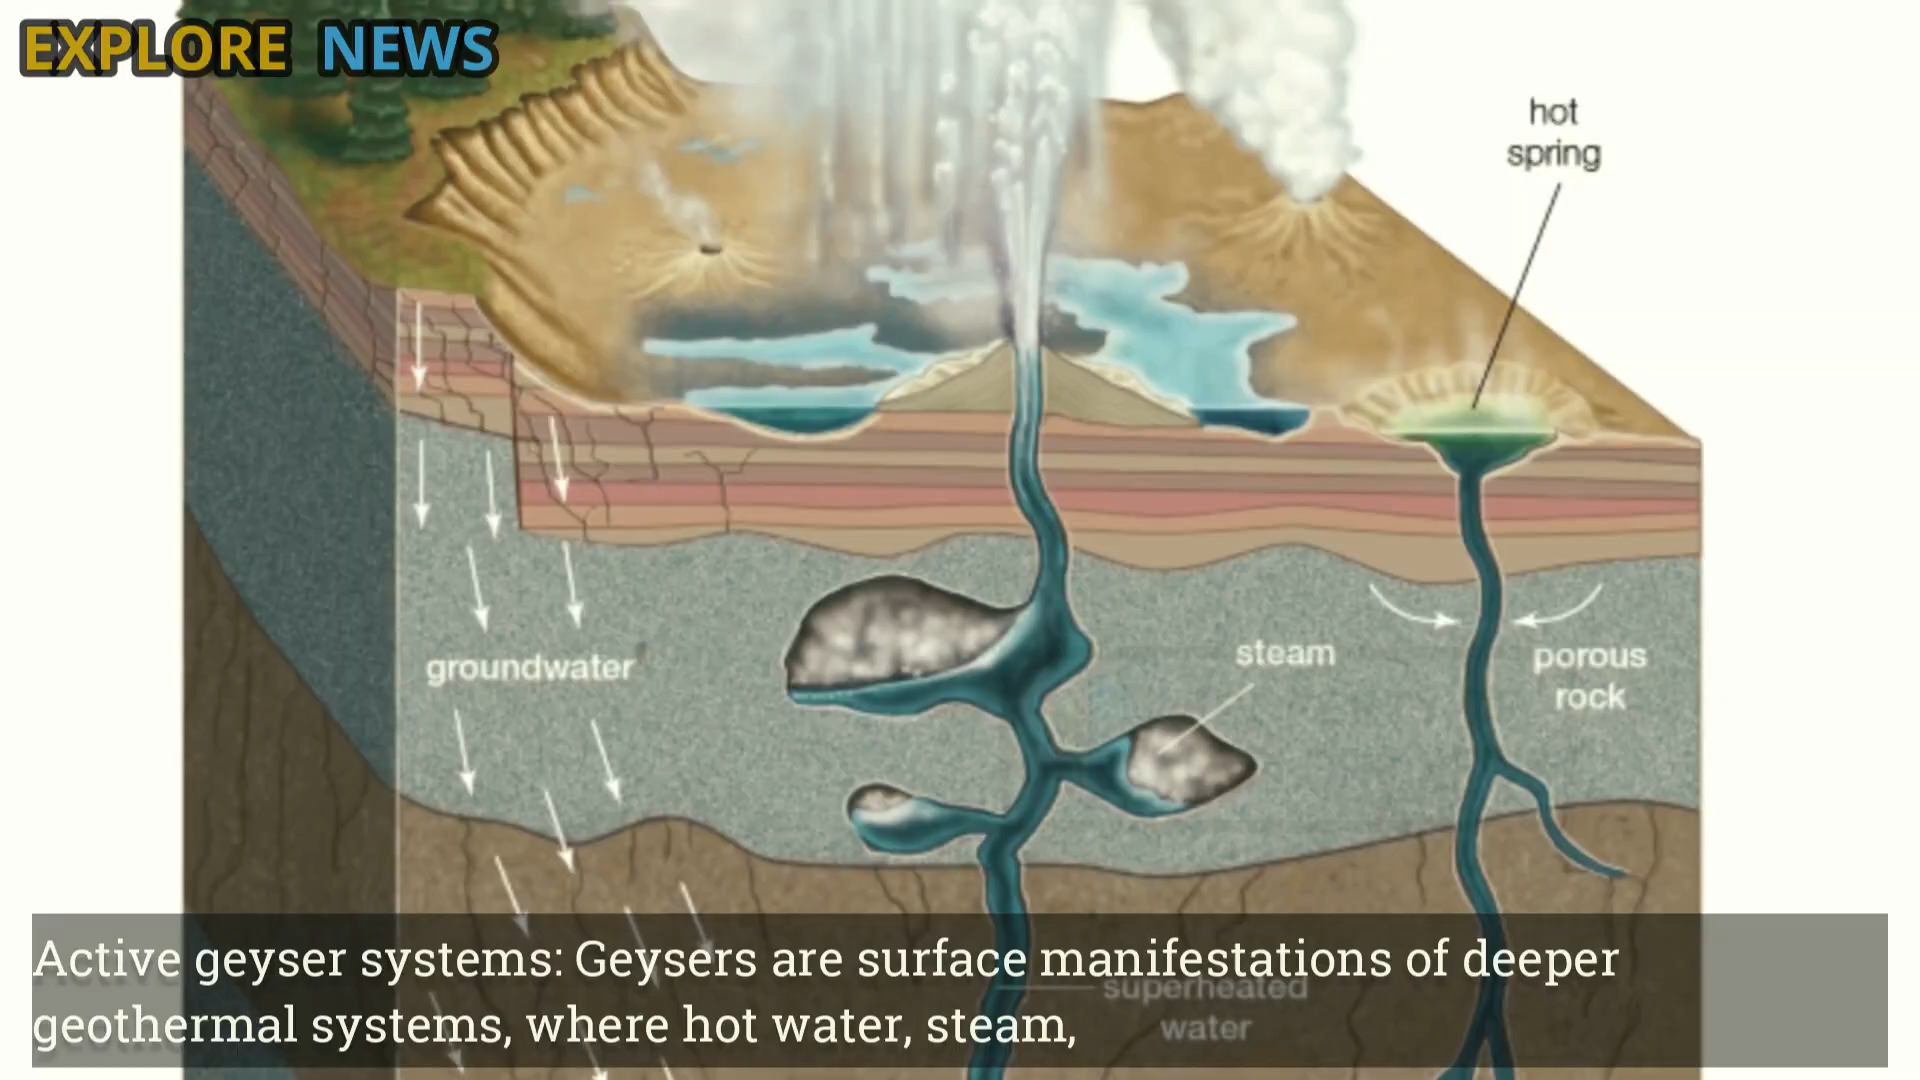 EXPLORE NEWS
hot
spring
groundwater
steam
porous
rock
superheated
water
Active geyser systems: Geysers are surface manifestations of deeper
geothermal systems, where hot water, steam,